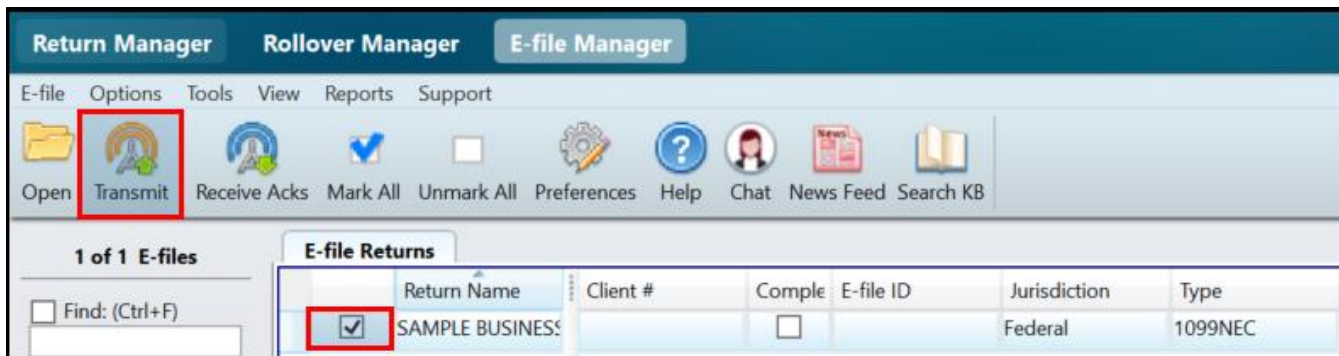 Return Manager Rollover Manager E-file Manager
E-file Options Tools View Reports Support
Open Transmit Receive Acks Mark All Unmark All Preferences Help Chat News Feed Search KB
1 of 1 E-files
E-file Returns
Return Name Client # Comple E-file ID Jurisdiction Type
Find: (Ctrl+F)
SAMPLE BUSINESS Federal 1099NEC